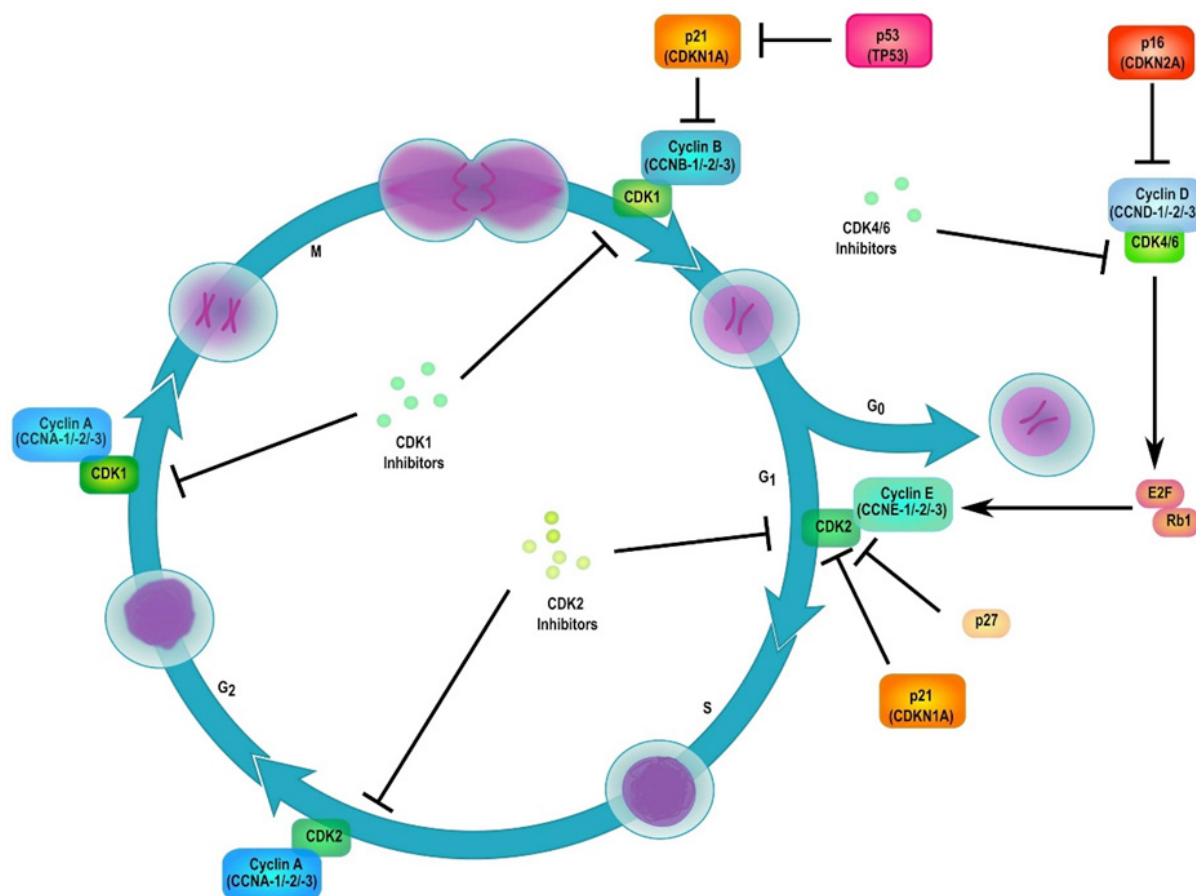 p21
(CDKN1A)
p53
(TP53)
p16
(CDKN2A)
Cyclin B
(CCNB-1/-2/-3)
CDK1
Cyclin D
(CCND-1/-2/-3)
CDK4/6
CDK4/6
Inhibitors
M
Cyclin A
(CCNA-1/-2/-3)
CDK1
CDK1
Inhibitors
G0
G1
Cyclin E
(CCNE-1/-2/-3)
CDK2
E2F
Rb1
CDK2
Inhibitors
p27
p21
(CDKN1A)
G2
S
CDK2
Cyclin A
(CCNA-1/-2/-3)